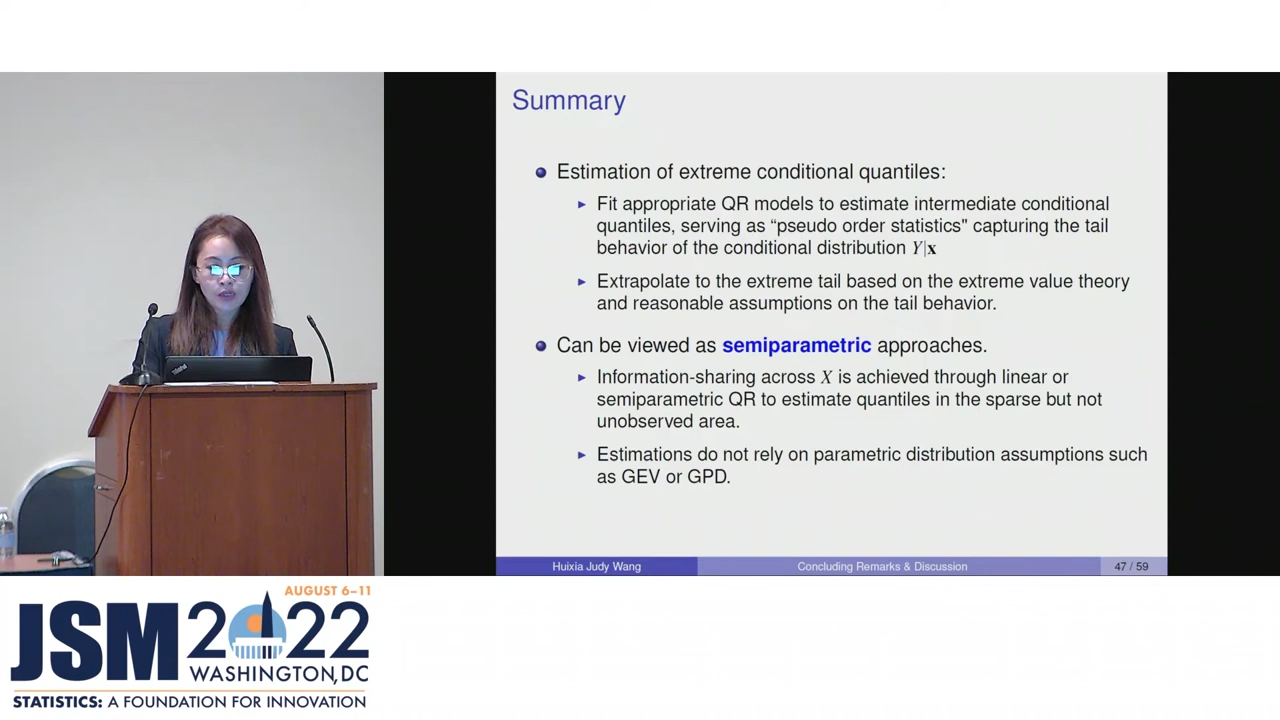 Summary
Estimation of extreme conditional quantiles:
Fit appropriate QR models to estimate intermediate conditional
quantiles, serving as “pseudo order statistics" capturing the tail
behavior of the conditional distribution Y|x
Extrapolate to the extreme tail based on the extreme value theory
and reasonable assumptions on the tail behavior.
Can be viewed as semiparametric approaches.
Information-sharing across X is achieved through linear or
semiparametric QR to estimate quantiles in the sparse but not
unobserved area.
Estimations do not rely on parametric distribution assumptions such
as GEV or GPD.
Huixia Judy Wang Concluding Remarks & Discussion 47 / 59
AUGUST 6–11
JSM 2022
WASHINGTON, DC
STATISTICS: A FOUNDATION FOR INNOVATION